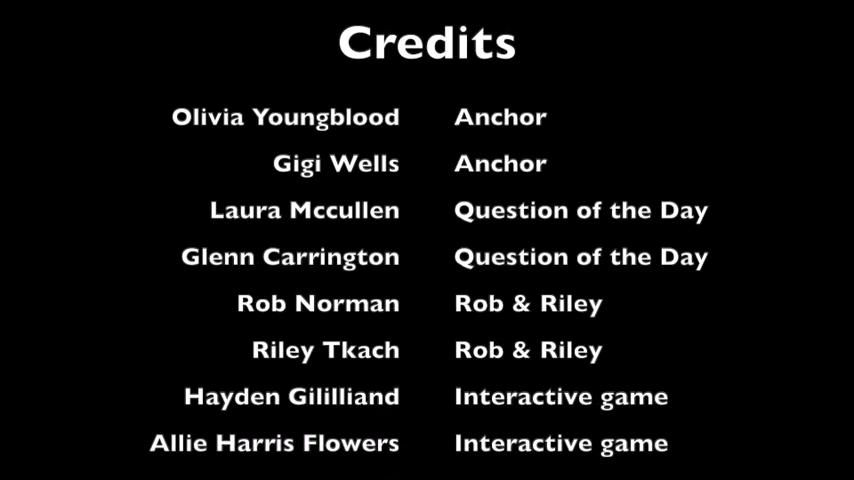 Credits
Olivia Youngblood Anchor
Gigi Wells Anchor
Laura Mccullen Question of the Day
Glenn Carrington Question of the Day
Rob Norman Rob & Riley
Riley Tkach Rob & Riley
Hayden Gililliand Interactive game
Allie Harris Flowers Interactive game